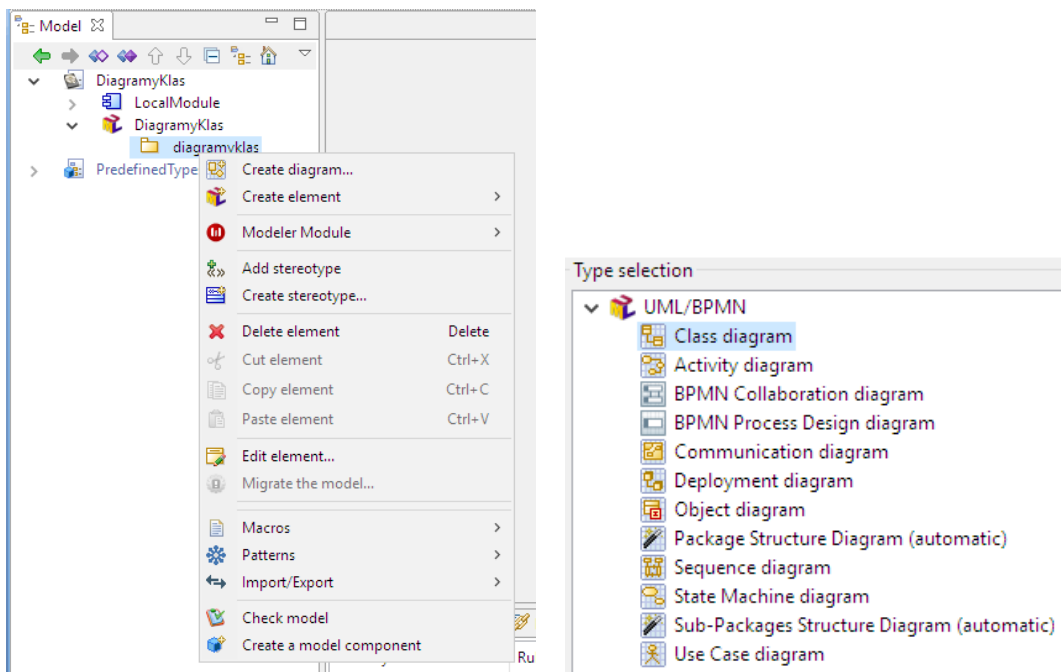 Model
DiagramyKlas
LocalModule
DiagramyKlas
diagramyklas
PredefinedType
Create diagram...
Create element
Modeler Module
Add stereotype
Create stereotype...
Delete element Delete
Cut element Ctrl+X
Copy element Ctrl+C
Paste element Ctrl+V
Edit element...
Migrate the model...
Macros
Patterns
Import/Export
Check model
Create a model component
Ru
Type selection
UML/BPMN
Class diagram
Activity diagram
BPMN Collaboration diagram
BPMN Process Design diagram
Communication diagram
Deployment diagram
Object diagram
Package Structure Diagram (automatic)
Sequence diagram
State Machine diagram
Sub-Packages Structure Diagram (automatic)
Use Case diagram